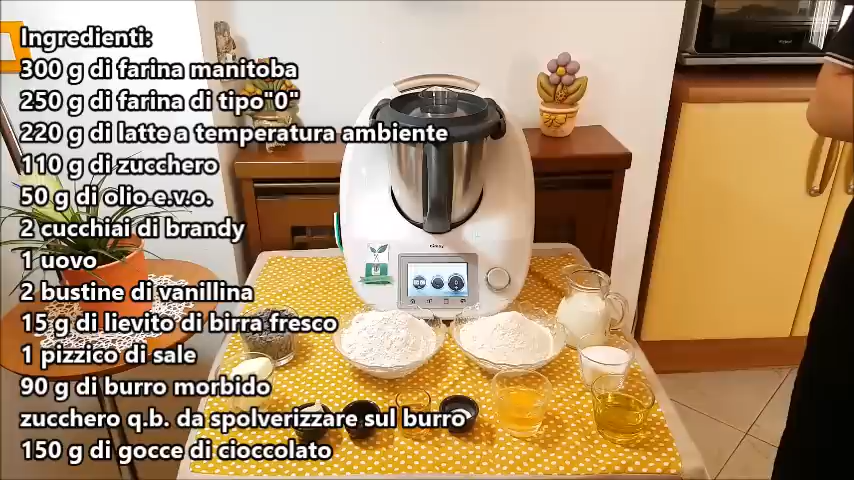 Ingredienti:
300 g di farina manitoba
250 g di farina di tipo"0"
220 g di latte a temperatura ambiente
110 g di zucchero
50 g di olio e.v.o.
2 cucchiai di brandy
1 uovo
2 bustine di vanillina
15 g di lievito di birra fresco
1 pizzico di sale
90 g di burro morbido
zucchero q.b. da spolverizzare sul burro
150 g di gocce di cioccolato